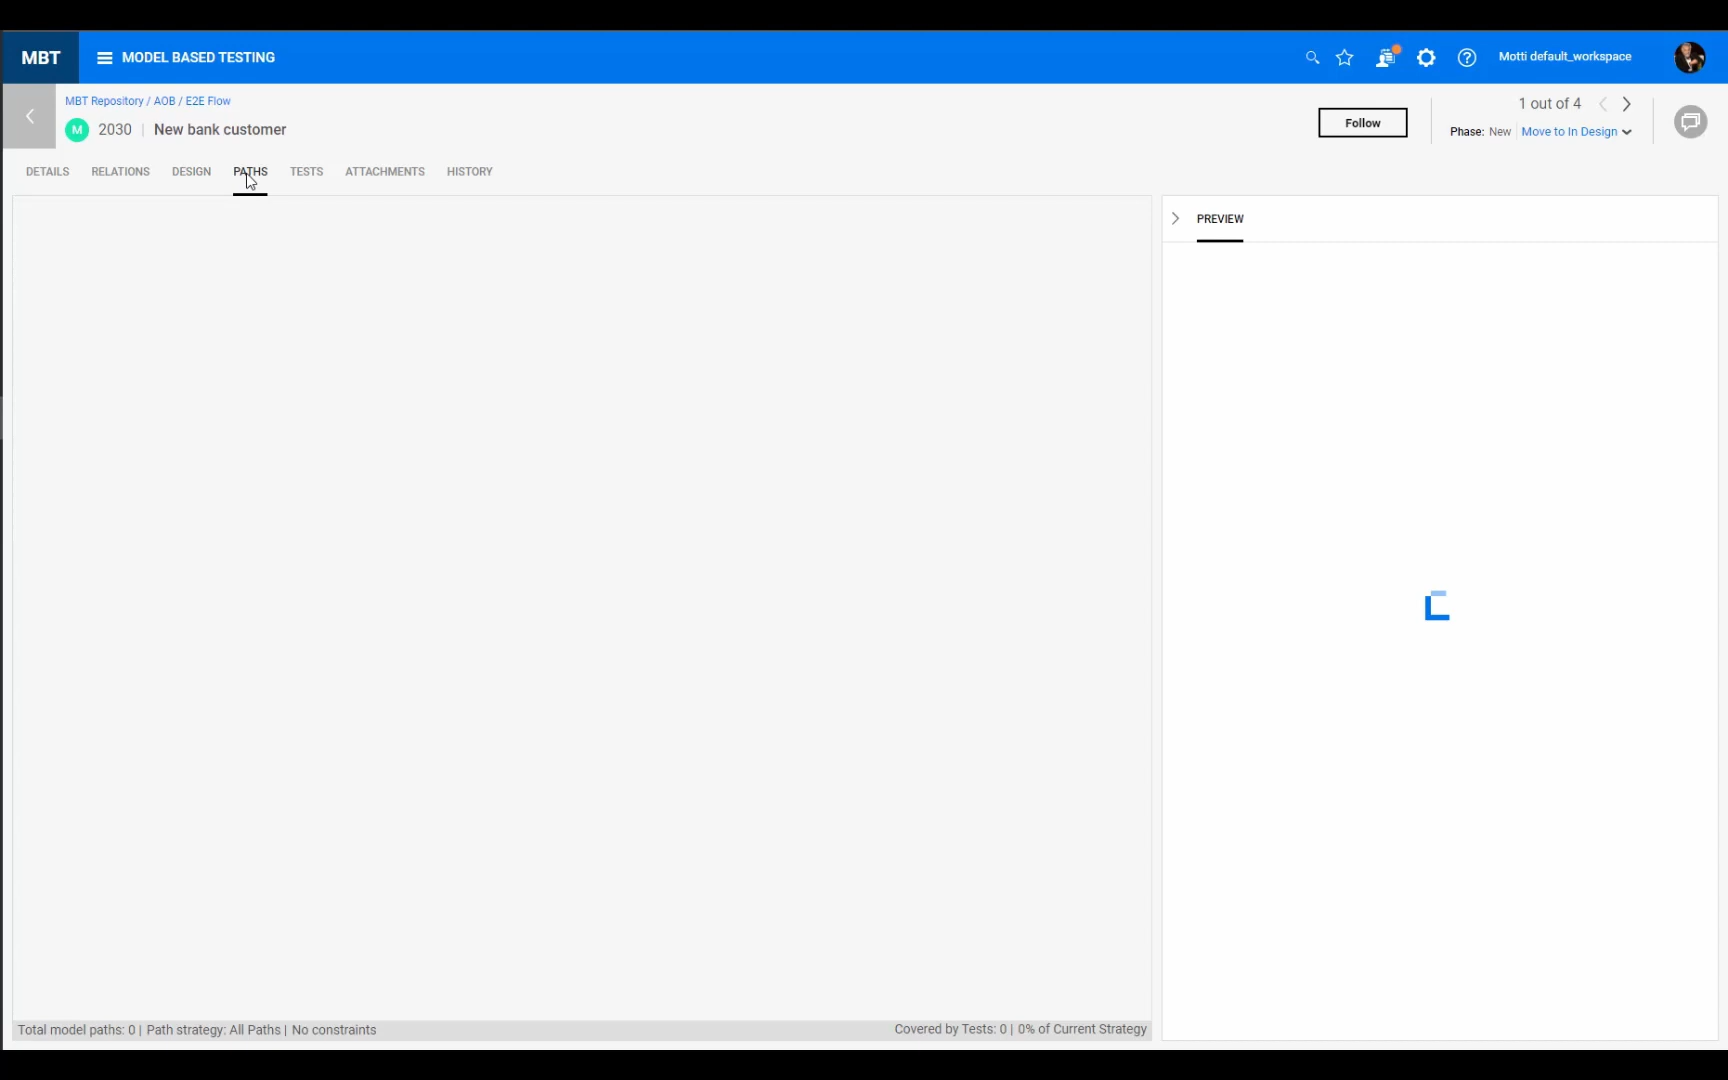 MBT MODEL BASED TESTING Motti default_workspace
MBT Repository / AOB / E2E Flow
1 out of 4
M 2030 | New bank customer
Follow
Phase: New Move to In Design
DETAILS RELATIONS DESIGN PATHS TESTS ATTACHMENTS HISTORY
PREVIEW
Total model paths: 0 | Path strategy: All Paths | No constraints
Covered by Tests: 0 | 0% of Current Strategy